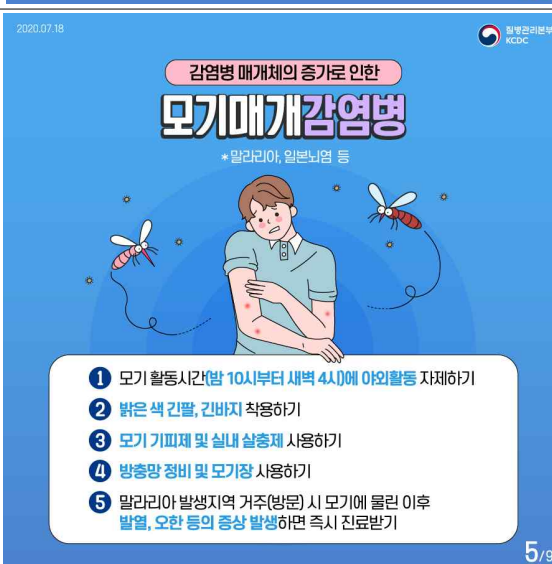 2020.07.18
질병관리본부
KCDC
감염병 매개체의 증가로 인한
모기매개감염병
*말라리아, 일본뇌염 등
1 모기 활동시간(밤 10시부터 새벽 4시)에 야외활동 자제하기
2 밝은 색 긴팔, 긴바지 착용하기
3 모기 기피제 및 실내 살충제 사용하기
4 방충망 정비 및 모기장 사용하기
5 말라리아 발생지역 거주(방문) 시 모기에 물린 이후
발열, 오한 등의 증상 발생하면 즉시 진료받기
5/9